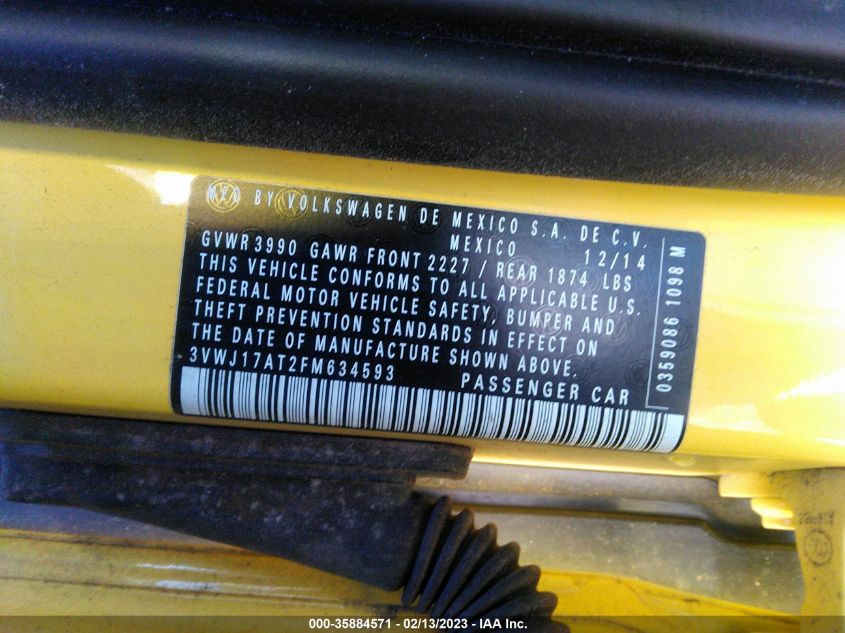 MFD BY VOLKSWAGEN DE MEXICO S.A. DE C.V.
MEXICO 12/14
GVWR 3990 GAWR FRONT 2227 / REAR 1874 LBS
THIS VEHICLE CONFORMS TO ALL APPLICABLE U.S.
FEDERAL MOTOR VEHICLE SAFETY, BUMPER AND
THEFT PREVENTION STANDARDS IN EFFECT ON
THE DATE OF MANUFACTURE SHOWN ABOVE.
3VWJ17AT2FM634593 PASSENGER CAR
0359086 1098 M
000-35884571 - 02/13/2023 - IAA Inc.